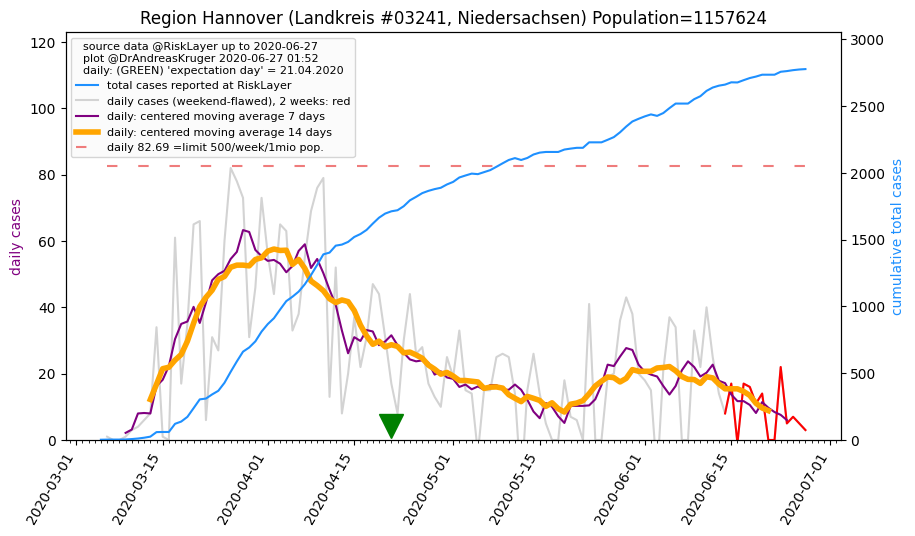 Region Hannover (Landkreis #03241, Niedersachsen) Population=1157624
source data @RiskLayer up to 2020-06-27
plot @DrAndreasKruger 2020-06-27 01:52
daily: (GREEN) 'expectation day' = 21.04.2020
total cases reported at RiskLayer
daily cases (weekend-flawed), 2 weeks: red
daily: centered moving average 7 days
daily: centered moving average 14 days
daily 82.69 =limit 500/week/1mio pop.
daily cases
120
100
80
60
40
20
0
cumulative total cases
3000
2500
2000
1500
1000
500
0
2020-03-01
2020-03-15
2020-04-01
2020-04-15
2020-05-01
2020-05-15
2020-06-01
2020-06-15
2020-07-01